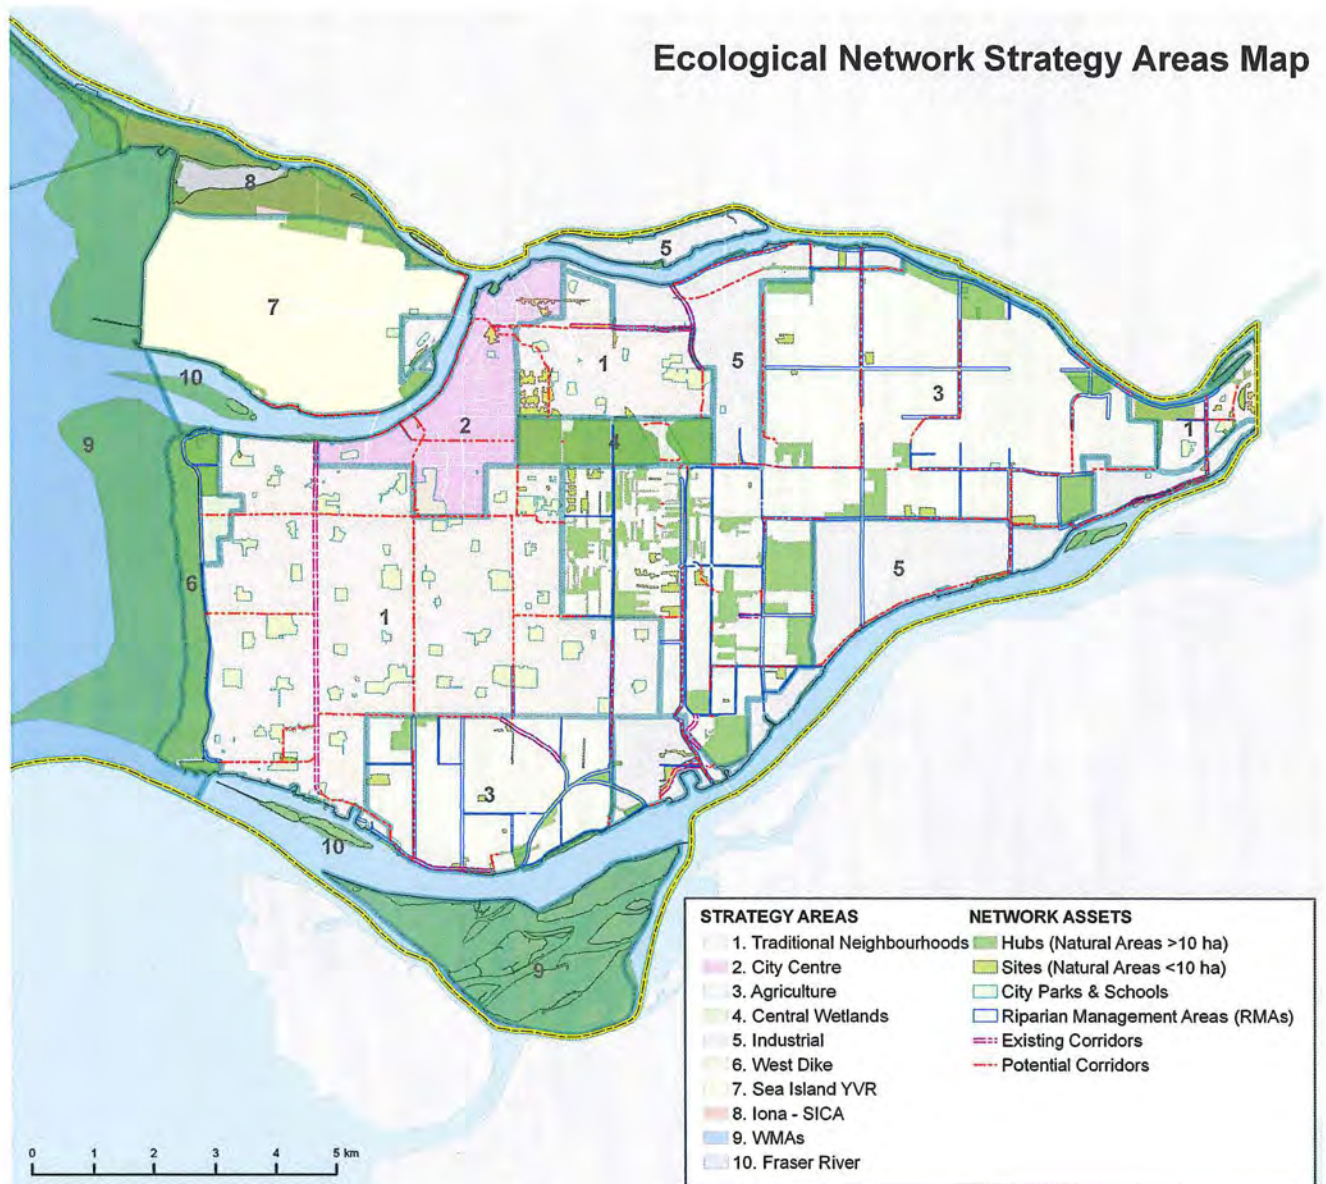 Ecological Network Strategy Areas Map
8
5
7
1
5
10
3
2
1
9
4
6
5
1
3
10
9
STRATEGY AREAS
1. Traditional Neighbourhoods
2. City Centre
3. Agriculture
4. Central Wetlands
5. Industrial
6. West Dike
7. Sea Island YVR
8. Iona - SICA
9. WMAs
10. Fraser River
NETWORK ASSETS
Hubs (Natural Areas >10 ha)
Sites (Natural Areas <10 ha)
City Parks & Schools
Riparian Management Areas (RMAs)
Existing Corridors
Potential Corridors
0 1 2 3 4 5 km